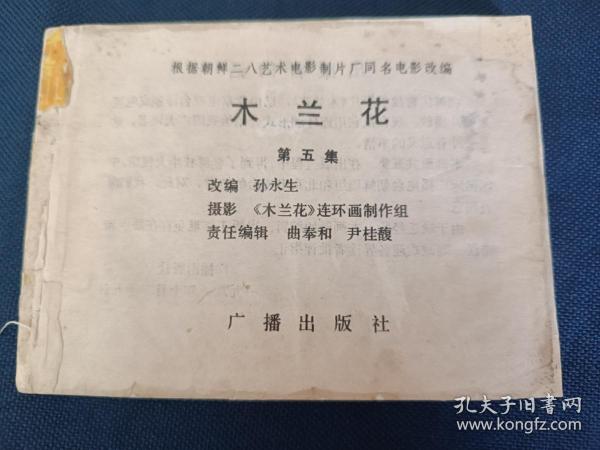 根据朝鲜二八艺术电影制片厂同名电影改编
木兰花
第五集
改编 孙永生
摄影 《木兰花》连环画制作组
责任编辑 曲奉和 尹桂馥
广播出版社
孔夫子旧书网
www.kongfz.com